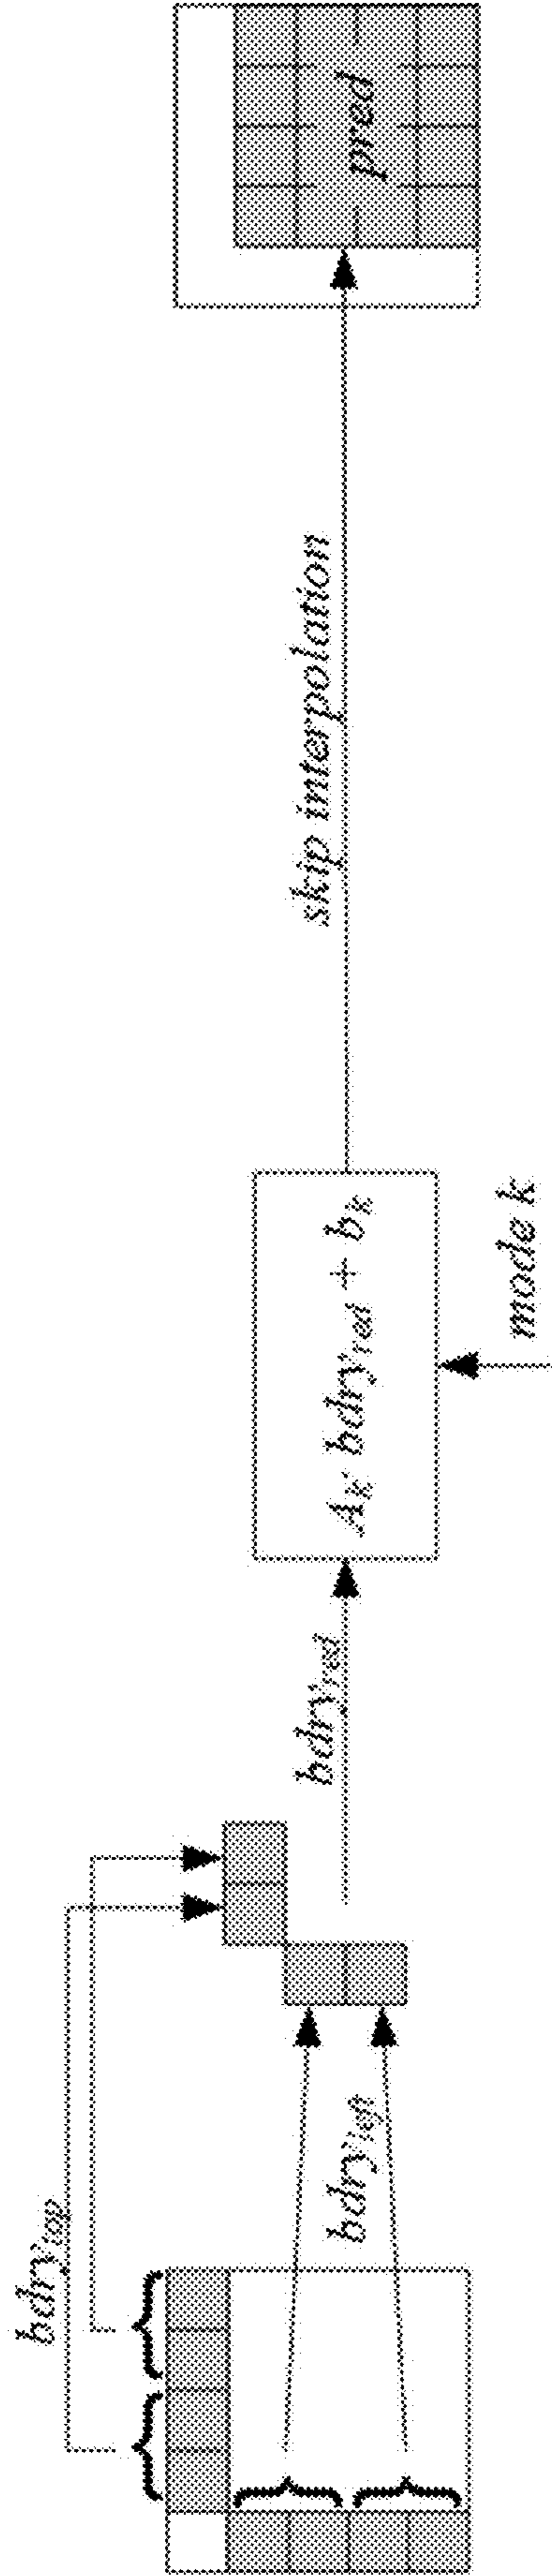 bdry_top
bdry_left
bdry_red
A_k · bdry_red + b_k
mode k
skip interpolation
pred